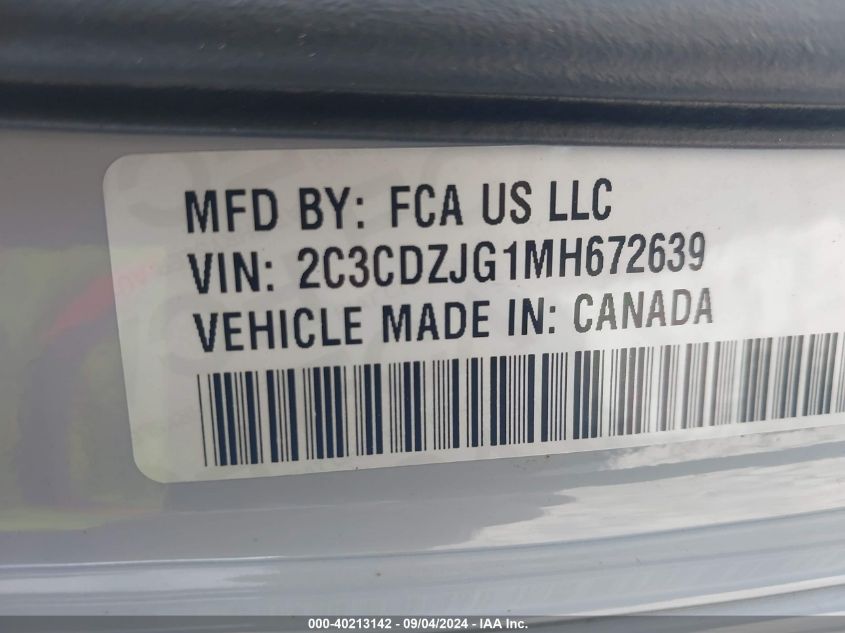 MFD BY: FCA US LLC
VIN: 2C3CDZJG1MH672639
VEHICLE MADE IN: CANADA
000-40213142 - 09/04/2024 - IAA Inc.